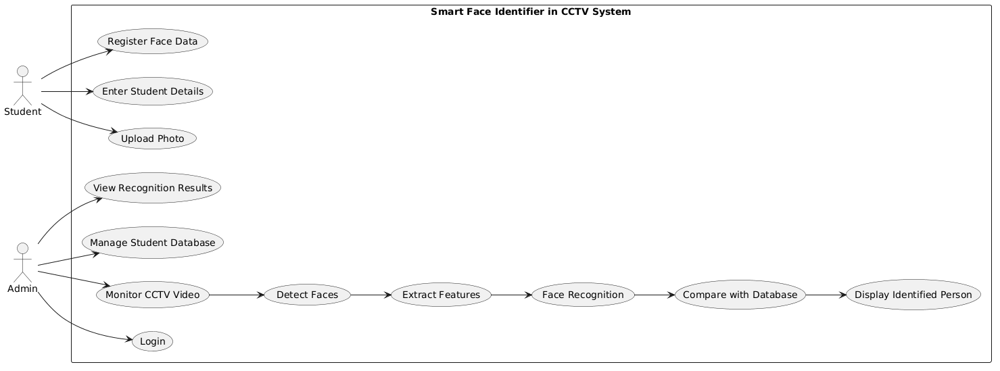 Smart Face Identifier in CCTV System
Register Face Data
Enter Student Details
Student
Upload Photo
View Recognition Results
Manage Student Database
Admin
Monitor CCTV Video
Detect Faces
Extract Features
Face Recognition
Compare with Database
Display Identified Person
Login